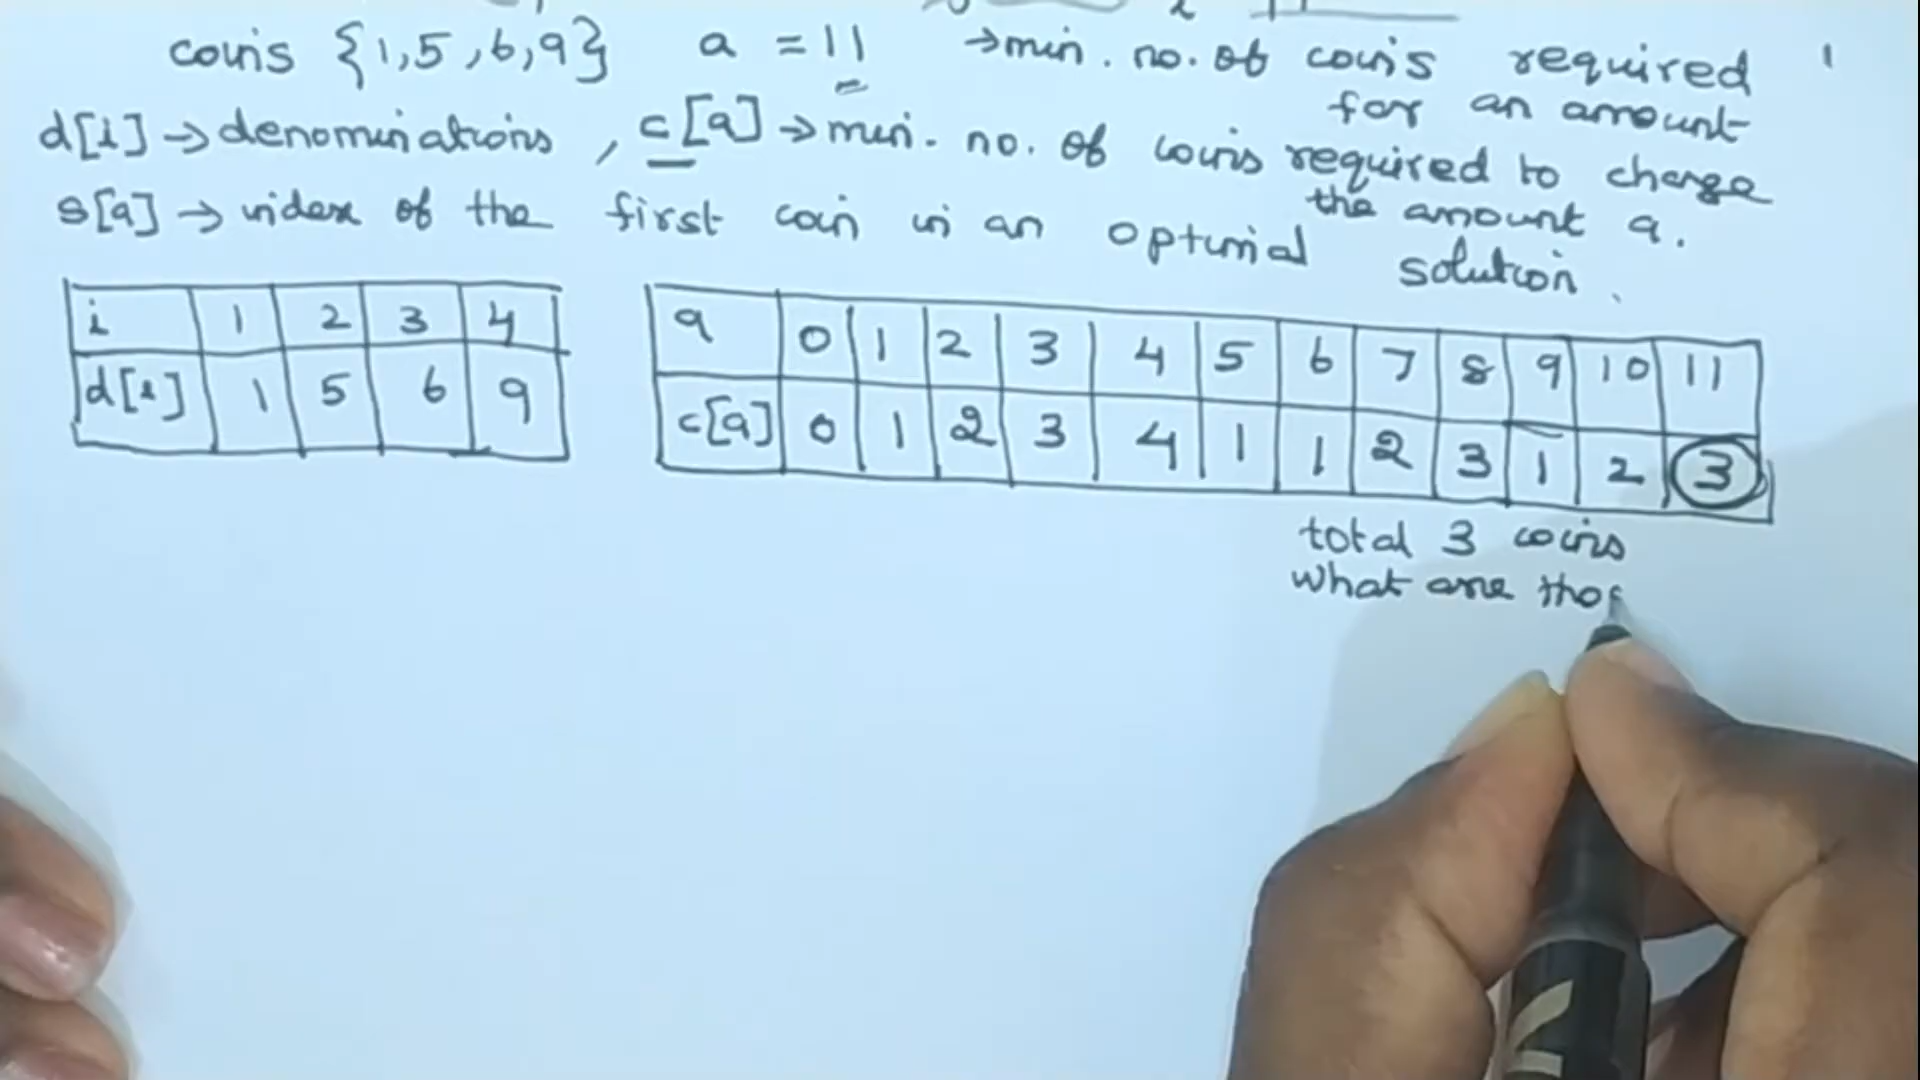 coins {1,5,6,9} a = 11 → min. no. of coins required 1
for an amount
d[i] → denominations, c[a] → min. no. of coins required to change
the amount a.
s[a] → index of the first coin in an optimal
solution.
i 1 2 3 4
d[i] 1 5 6 9
a 0 1 2 3 4 5 6 7 8 9 10 11
c[a] 0 1 2 3 4 1 1 2 3 1 2 3
total 3 coins
what are thos